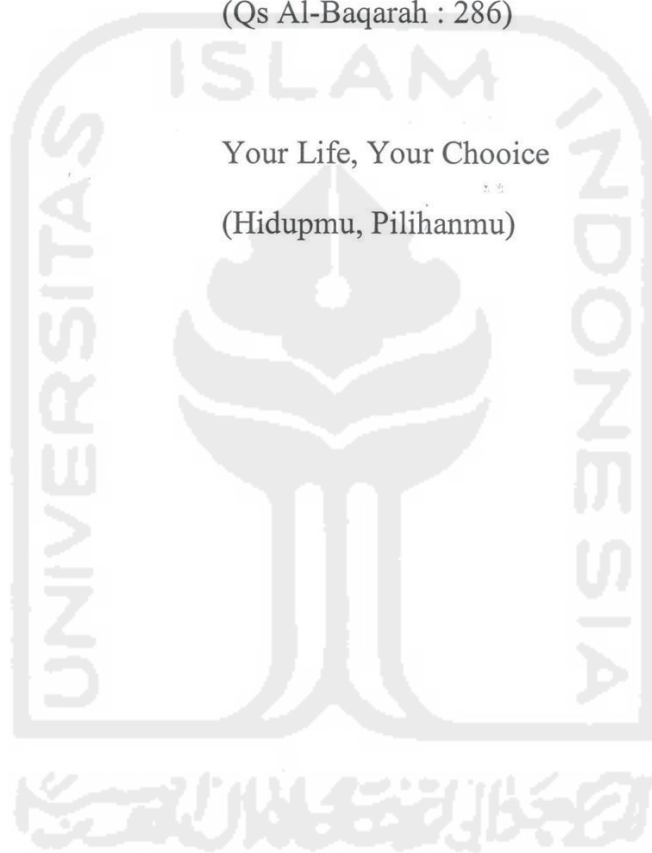 (Qs Al-Baqarah : 286)
ISLAM
UNIVERSITAS
INDONESIA
Your Life, Your Chooice
(Hidupmu, Pilihanmu)